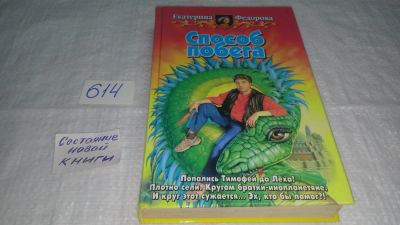 Екатерина Федорова
Способ
побега
614
Состояние
новой
книги
Попались Тимофей да Лёха!
Плотно сели. Кругом братки-инопланетяне.
И круг этот сужается... Эх, кто бы помог?!